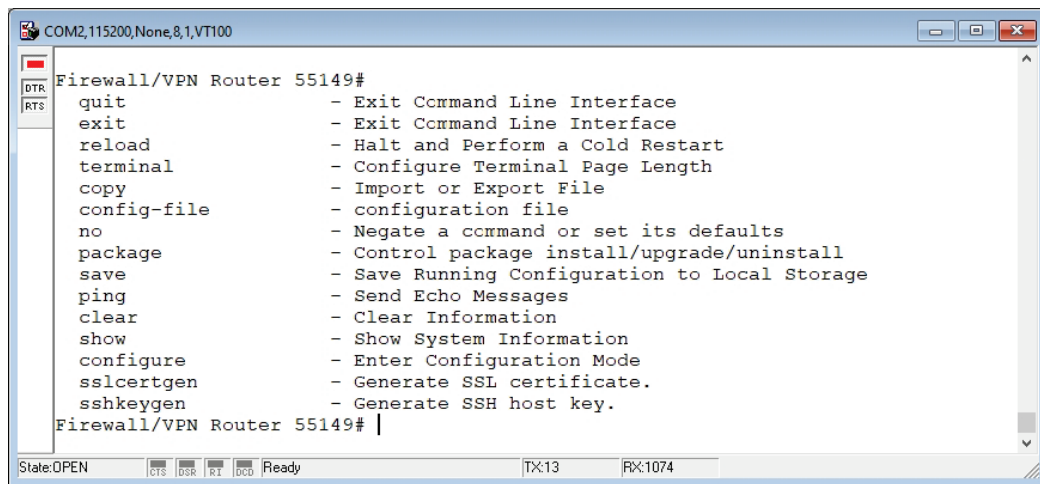 COM2,115200,None,8,1,VT100
DTR
RTS
Firewall/VPN Router 55149#
quit - Exit Command Line Interface
exit - Exit Command Line Interface
reload - Halt and Perform a Cold Restart
terminal - Configure Terminal Page Length
copy - Import or Export File
config-file - configuration file
no - Negate a command or set its defaults
package - Control package install/upgrade/uninstall
save - Save Running Configuration to Local Storage
ping - Send Echo Messages
clear - Clear Information
show - Show System Information
configure - Enter Configuration Mode
sslcertgen - Generate SSL certificate.
sshkeygen - Generate SSH host key.
Firewall/VPN Router 55149#
State:OPEN CTS DSR RI DCD Ready TX:13 RX:1074